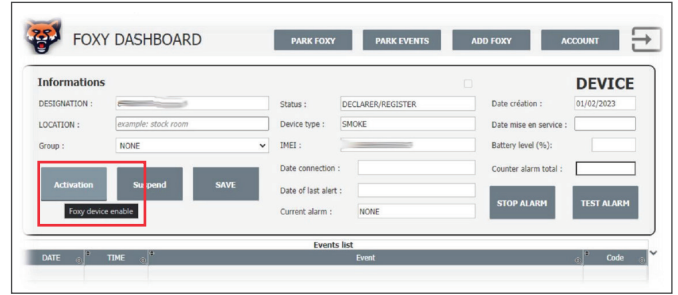 FOXY DASHBOARD
PARK FOXY
PARK EVENTS
ADD FOXY
ACCOUNT
Informations
DEVICE
DESIGNATION :
Status :
DECLARER/REGISTER
Date création :
01/02/2023
LOCATION :
example: stock room
Device type :
SMOKE
Date mise en service :
Group :
NONE
IMEI :
Battery level (%):
Date connection :
Counter alarm total :
Activation
Suspend
SAVE
Date of last alert :
STOP ALARM
TEST ALARM
Foxy device enable
Current alarm :
NONE
Events list
DATE
TIME
Event
Code